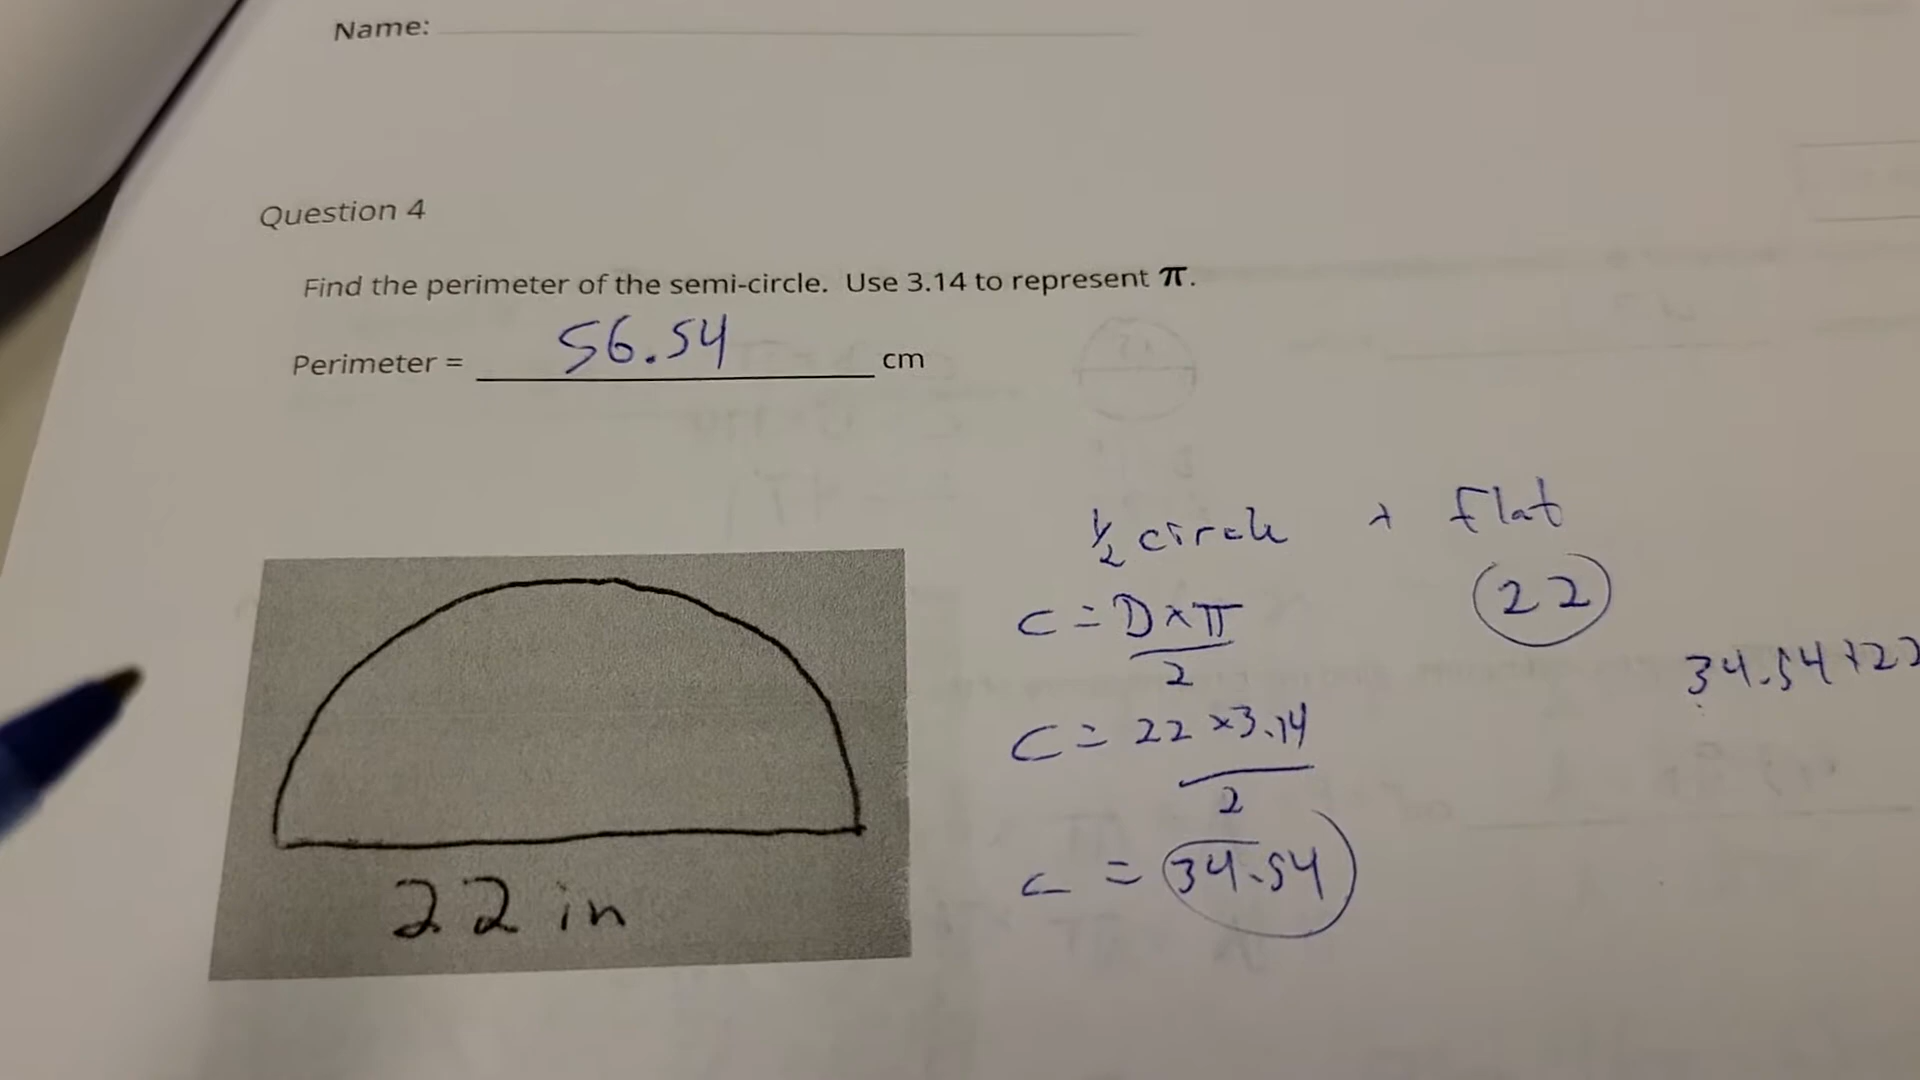 Name:
Question 4
Find the perimeter of the semi-circle. Use 3.14 to represent π.
Perimeter = 56.54 cm
½ circle + flat
C = D × π
2
22
34.54+22
C = 22 × 3.14
2
C = 34.54
22 in